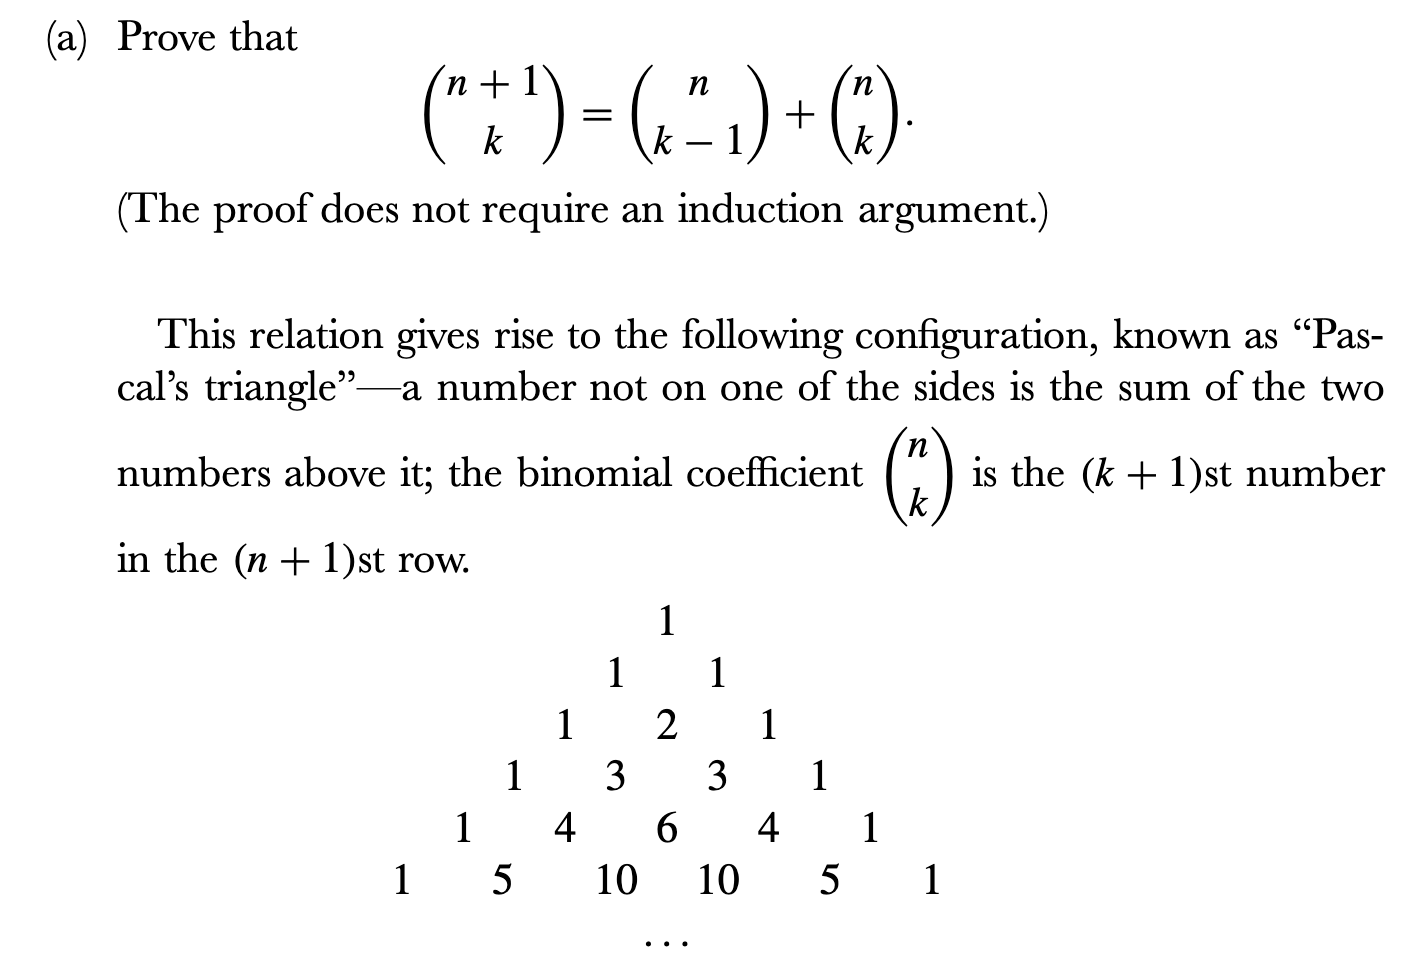 (a) Prove that
\binom{n + 1}{k} = \binom{n}{k − 1} + \binom{n}{k}.
(The proof does not require an induction argument.)
This relation gives rise to the following configuration, known as “Pas-
cal’s triangle”—a number not on one of the sides is the sum of the two
numbers above it; the binomial coefficient \binom{n}{k} is the (k + 1)st number
in the (n + 1)st row.
1
1 1
1 2 1
1 3 3 1
1 4 6 4 1
1 5 10 10 5 1
...